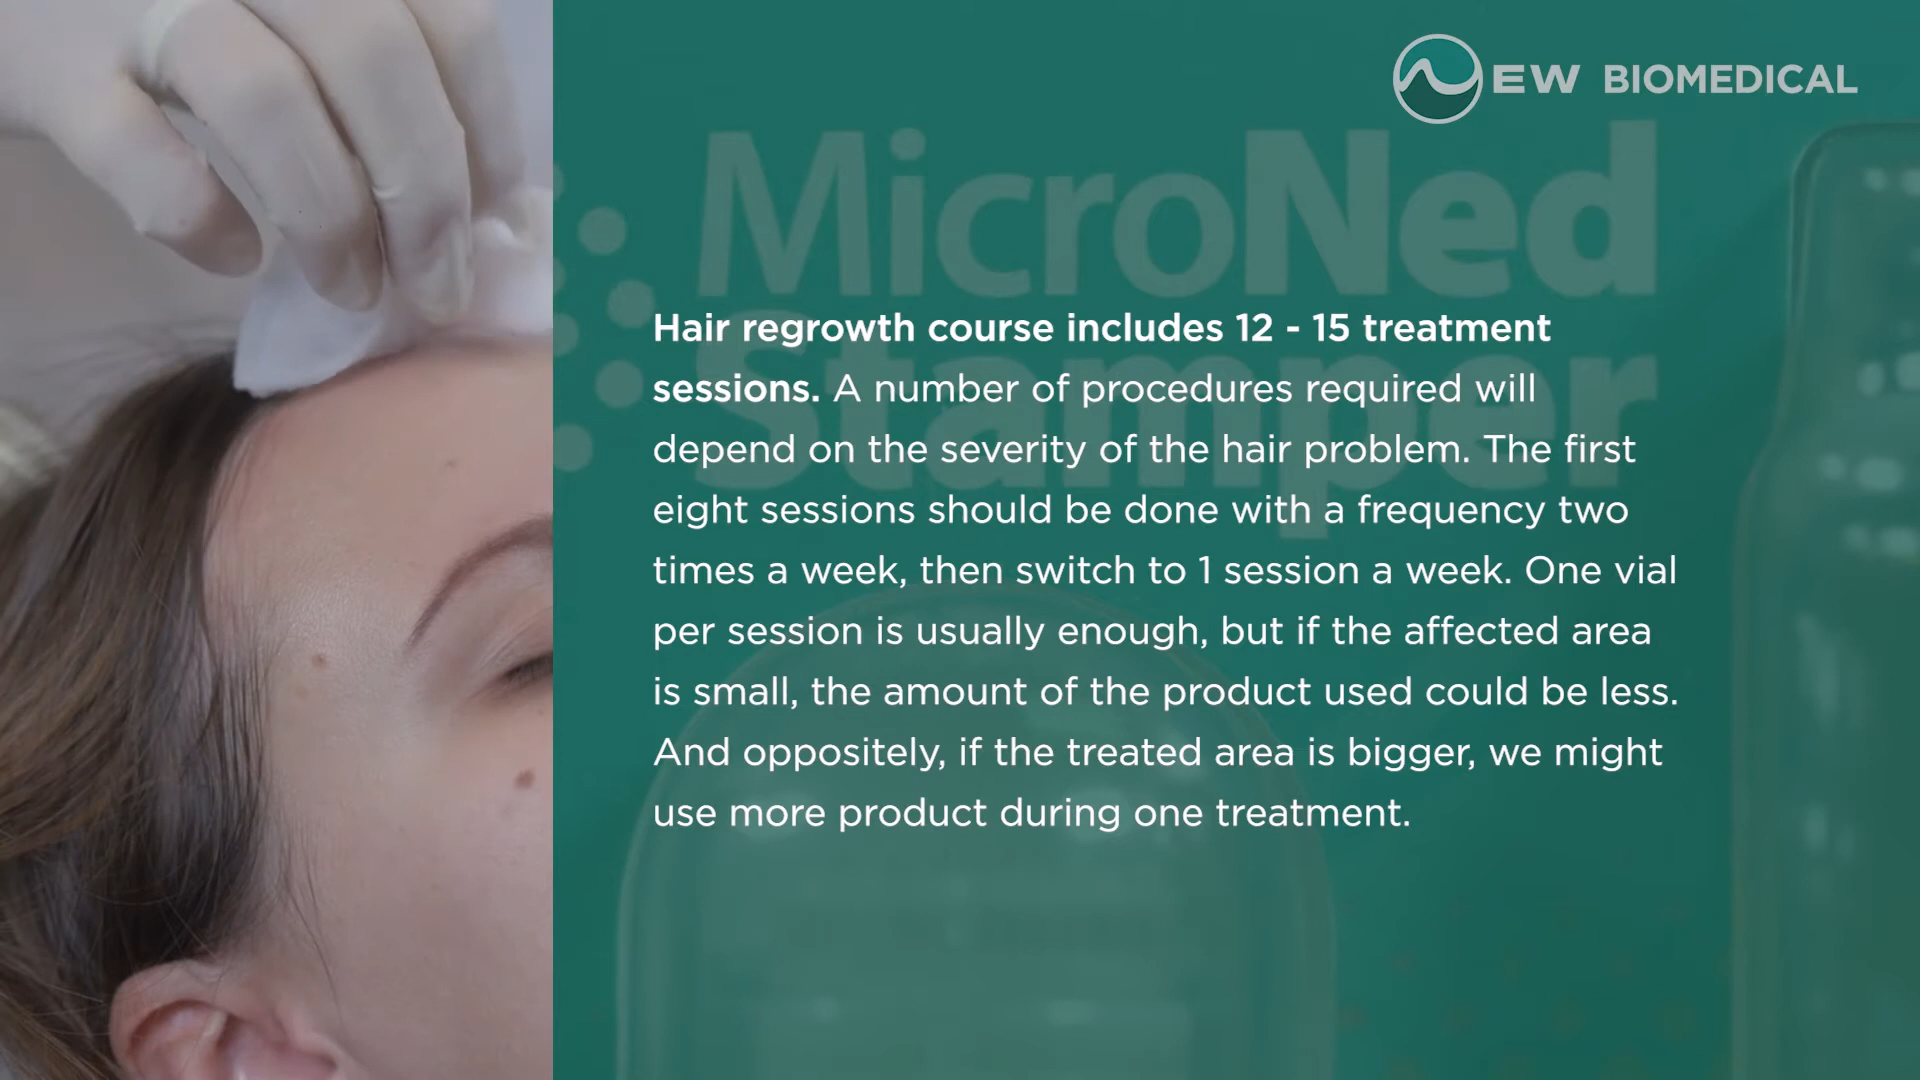 EW BIOMEDICAL
MicroNed
Stamper
Hair regrowth course includes 12 - 15 treatment
sessions. A number of procedures required will
depend on the severity of the hair problem. The first
eight sessions should be done with a frequency two
times a week, then switch to 1 session a week. One vial
per session is usually enough, but if the affected area
is small, the amount of the product used could be less.
And oppositely, if the treated area is bigger, we might
use more product during one treatment.